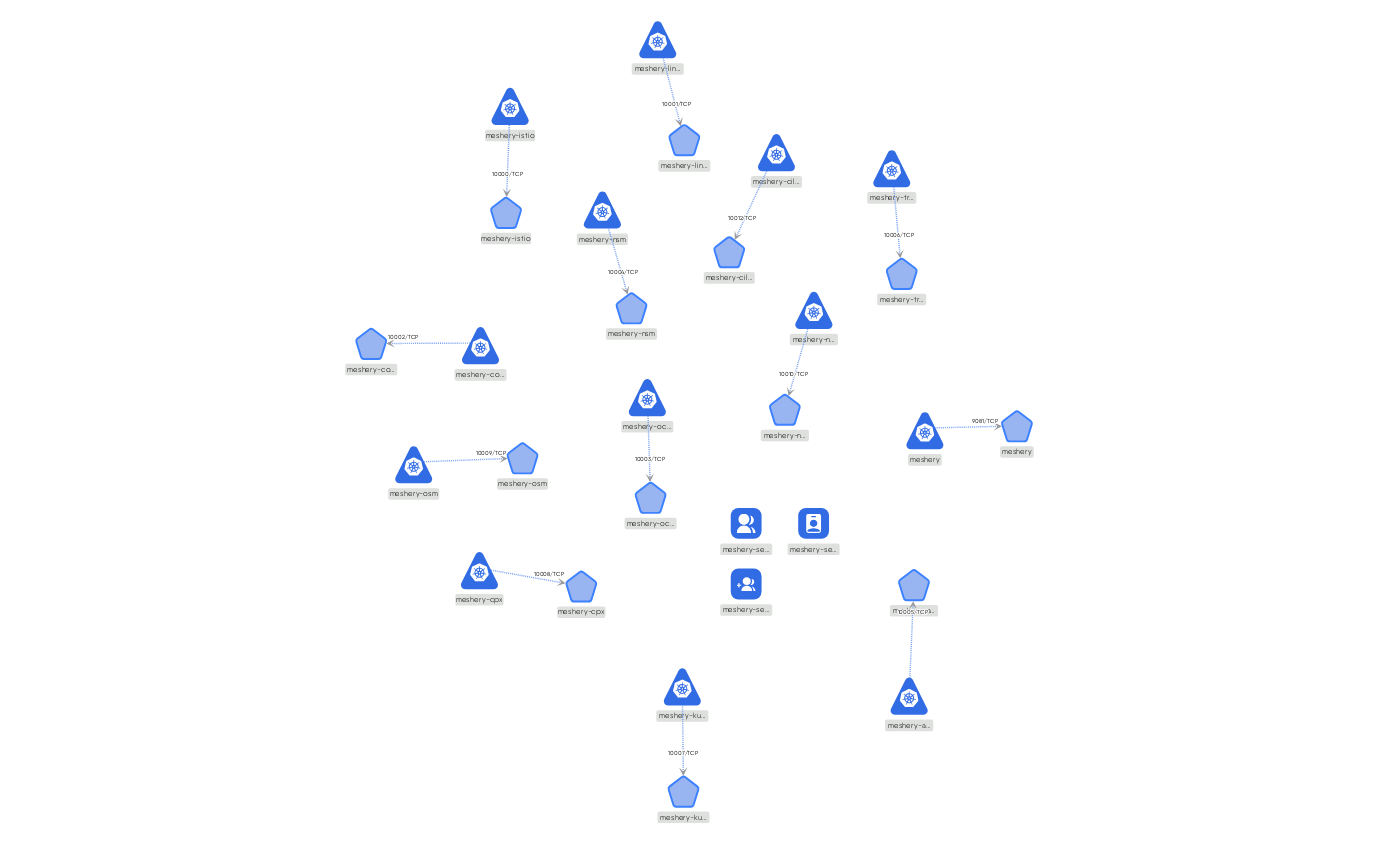 meshery-lin...
10001/TCP
meshery-lin...
meshery-istio
10000/TCP
meshery-istio
meshery-cil...
10012/TCP
meshery-cil...
meshery-tr...
10006/TCP
meshery-tr...
meshery-nsm
10004/TCP
meshery-nsm
meshery-n...
10010/TCP
meshery-n...
10002/TCP
meshery-co...
meshery-co...
meshery-oc...
10003/TCP
meshery-oc...
9081/TCP
meshery
meshery
10009/TCP
meshery-osm
meshery-osm
meshery-se...
meshery-se...
meshery-se...
10008/TCP
meshery-cpx
meshery-cpx
10005/TCP
meshery-a...
meshery-ku...
10007/TCP
meshery-ku...